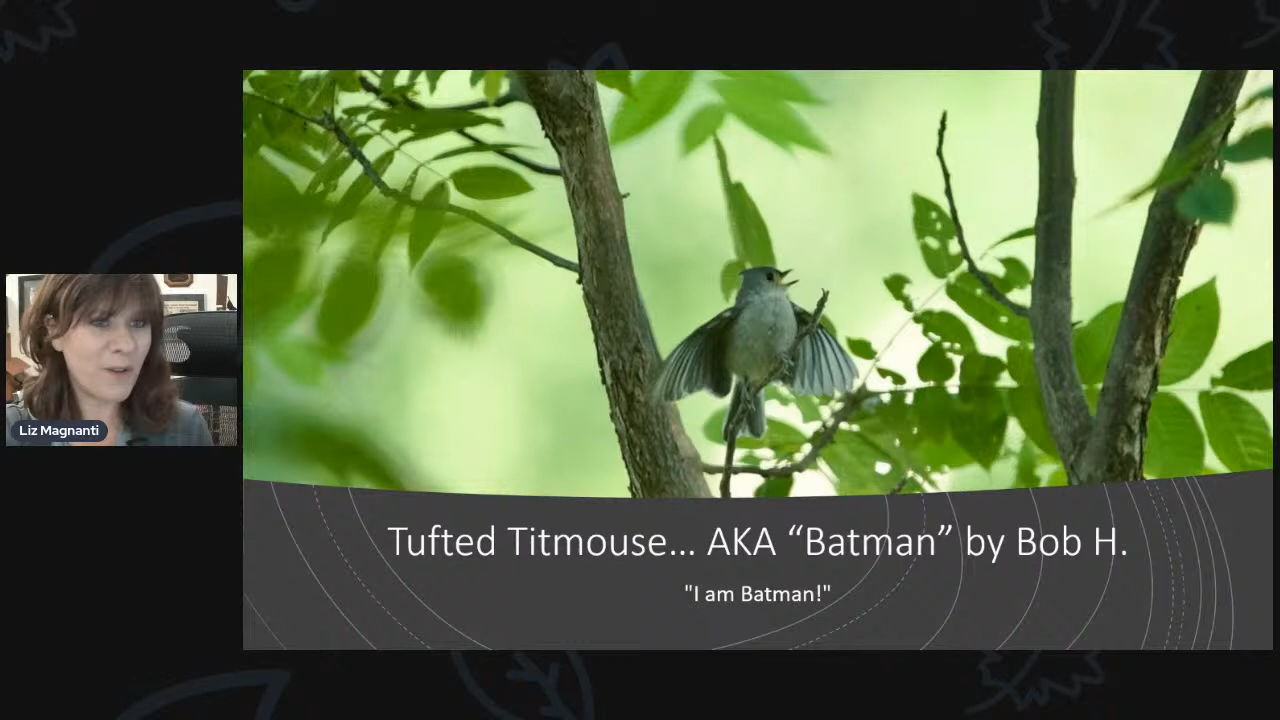 Liz Magnanti
Tufted Titmouse... AKA “Batman” by Bob H.
"I am Batman!"